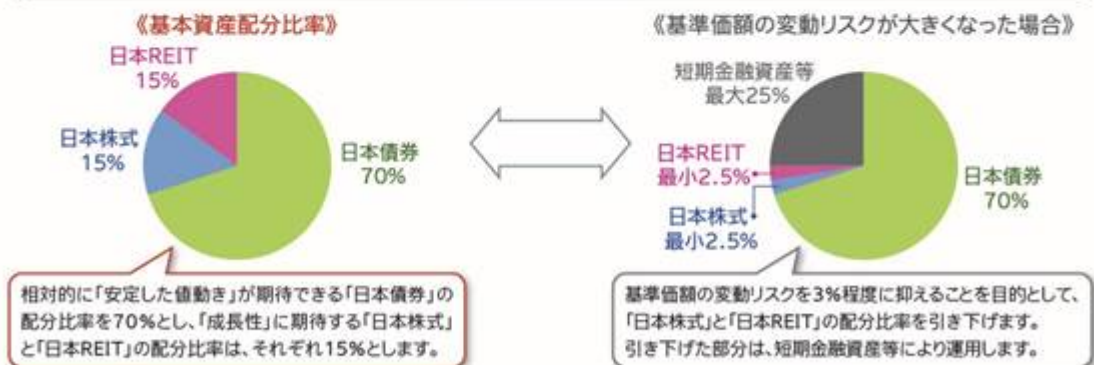 《基本資産配分比率》
日本REIT
15%
日本株式
15%
日本債券
70%
相対的に「安定した値動き」が期待できる「日本債券」の
配分比率を70%とし、「成長性」に期待する「日本株式」
と「日本REIT」の配分比率は、それぞれ15%とします。
《基準価額の変動リスクが大きくなった場合》
短期金融資産等
最大25%
日本REIT
最小2.5%
日本株式
最小2.5%
日本債券
70%
基準価額の変動リスクを3%程度に抑えることを目的として、
「日本株式」と「日本REIT」の配分比率を引き下げます。
引き下げた部分は、短期金融資産等により運用します。